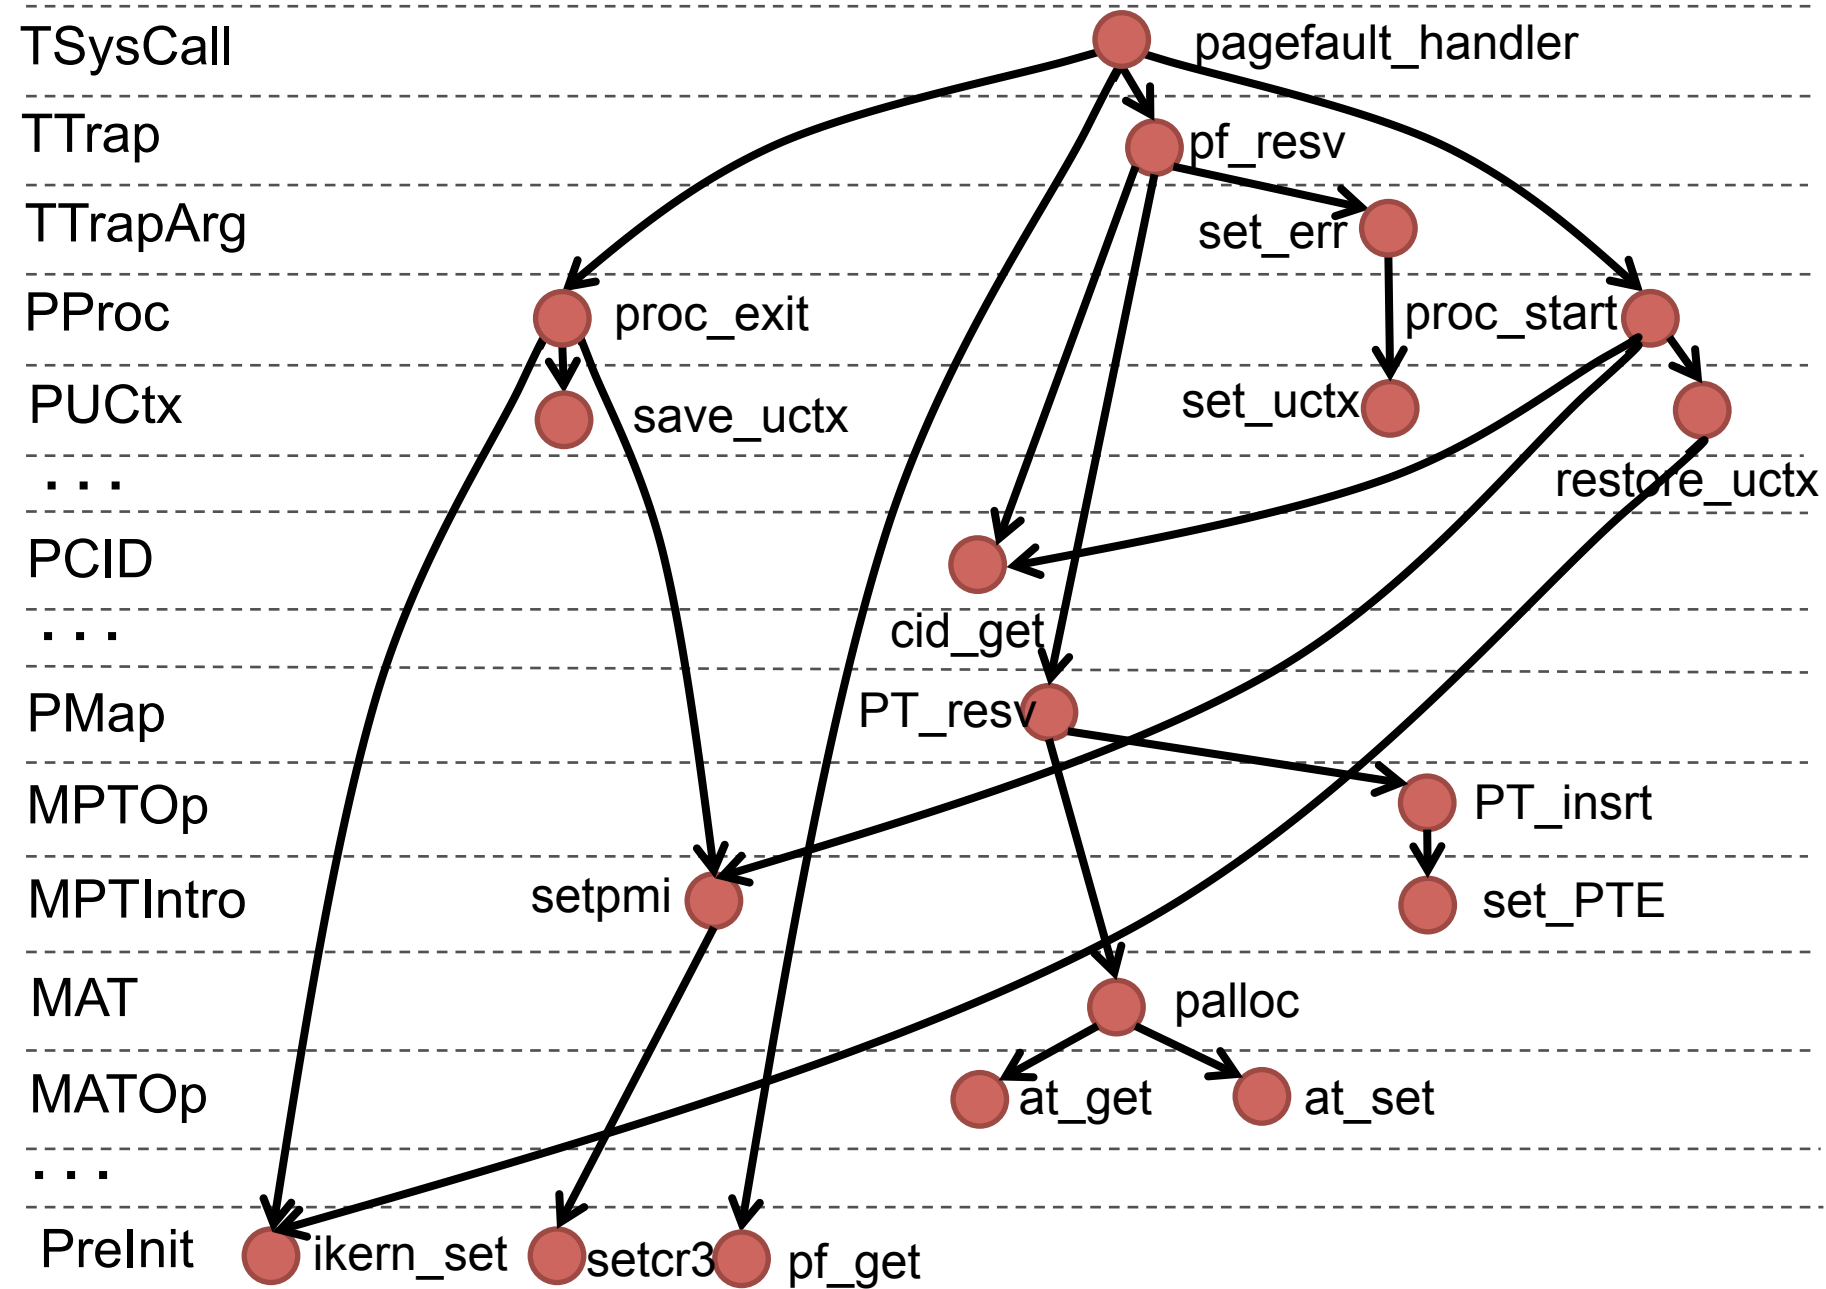 TSysCall
pagefault_handler
TTrap
pf_resv
TTrapArg
set_err
PProc
proc_exit
proc_start
PUCtx
save_uctx
set_uctx
. . .
restore_uctx
PCID
. . .
cid_get
PMap
PT_resv
MPTOp
PT_insrt
MPTIntro
setpmi
set_PTE
MAT
palloc
MATOp
at_get
at_set
. . .
PreInit
ikern_set
setcr3
pf_get